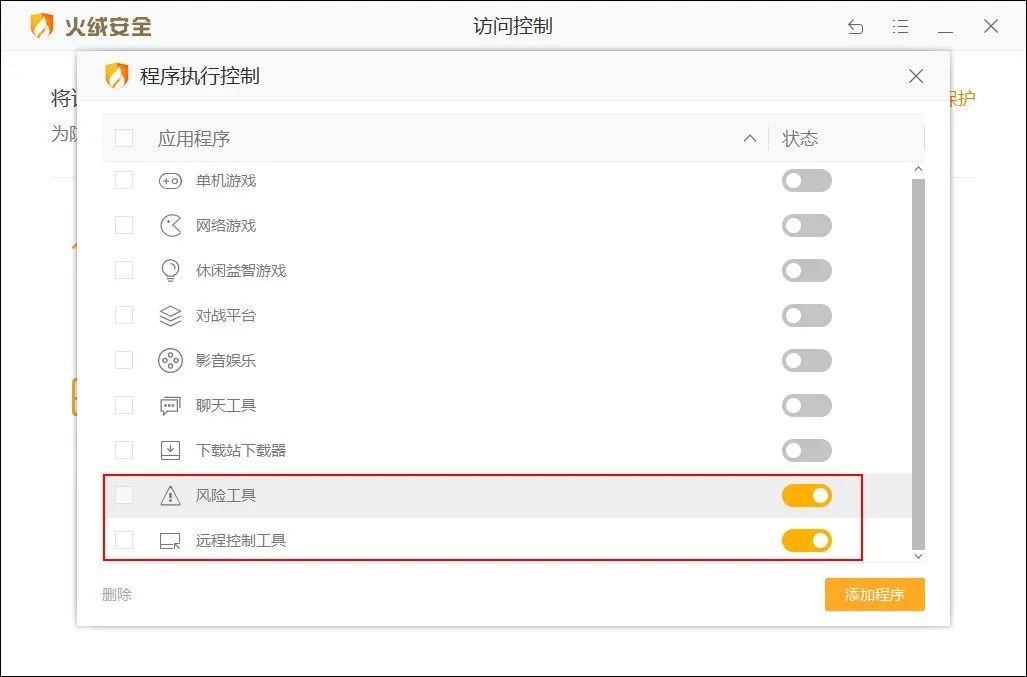 火绒安全
访问控制
程序执行控制
将
保护
为
应用程序 状态
单机游戏
网络游戏
休闲益智游戏
对战平台
影音娱乐
聊天工具
下载站下载器
风险工具
远程控制工具
删除 添加程序